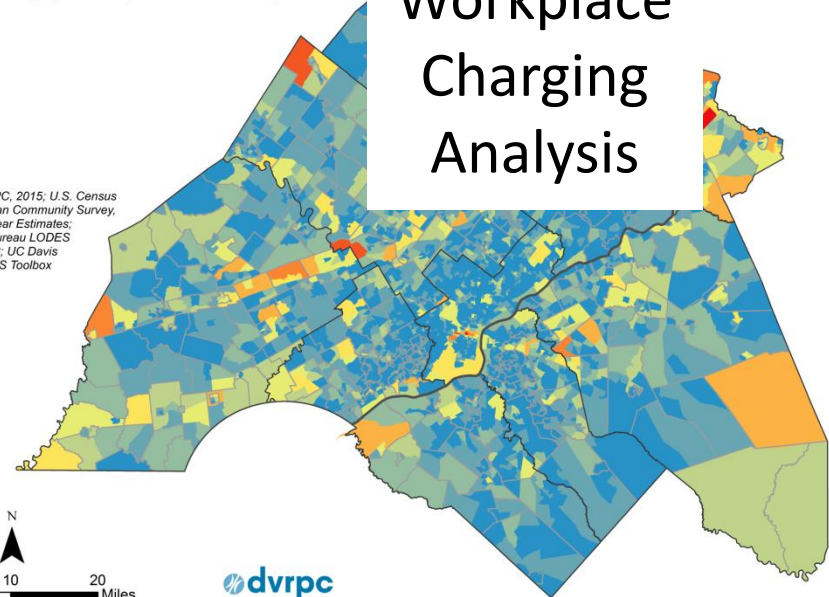 Workplace
Charging
Analysis
PC, 2015; U.S. Census
an Community Survey,
ear Estimates;
ureau LODES
; UC Davis
S Toolbox
N
10 20
Miles
dvrpc